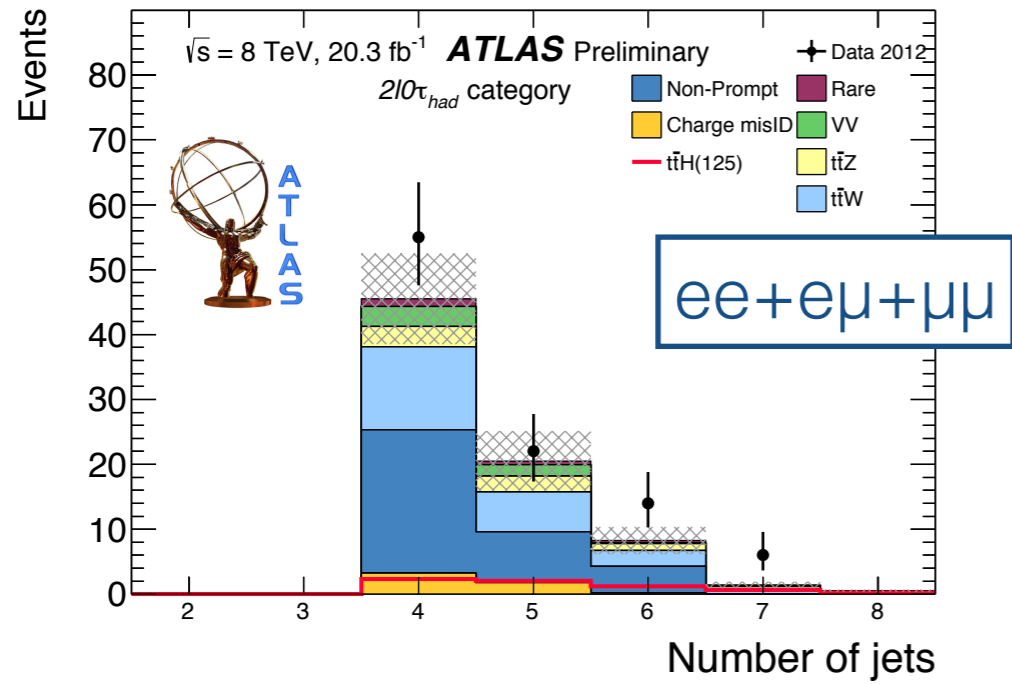 √s = 8 TeV, 20.3 fb⁻¹ ATLAS Preliminary
2l0τhad category
Data 2012
Non-Prompt
Rare
Charge misID
VV
tt̄H(125)
tt̄Z
tt̄W
ATLAS
ee+eμ+μμ
Events
80
70
60
50
40
30
20
10
0
2 3 4 5 6 7 8
Number of jets